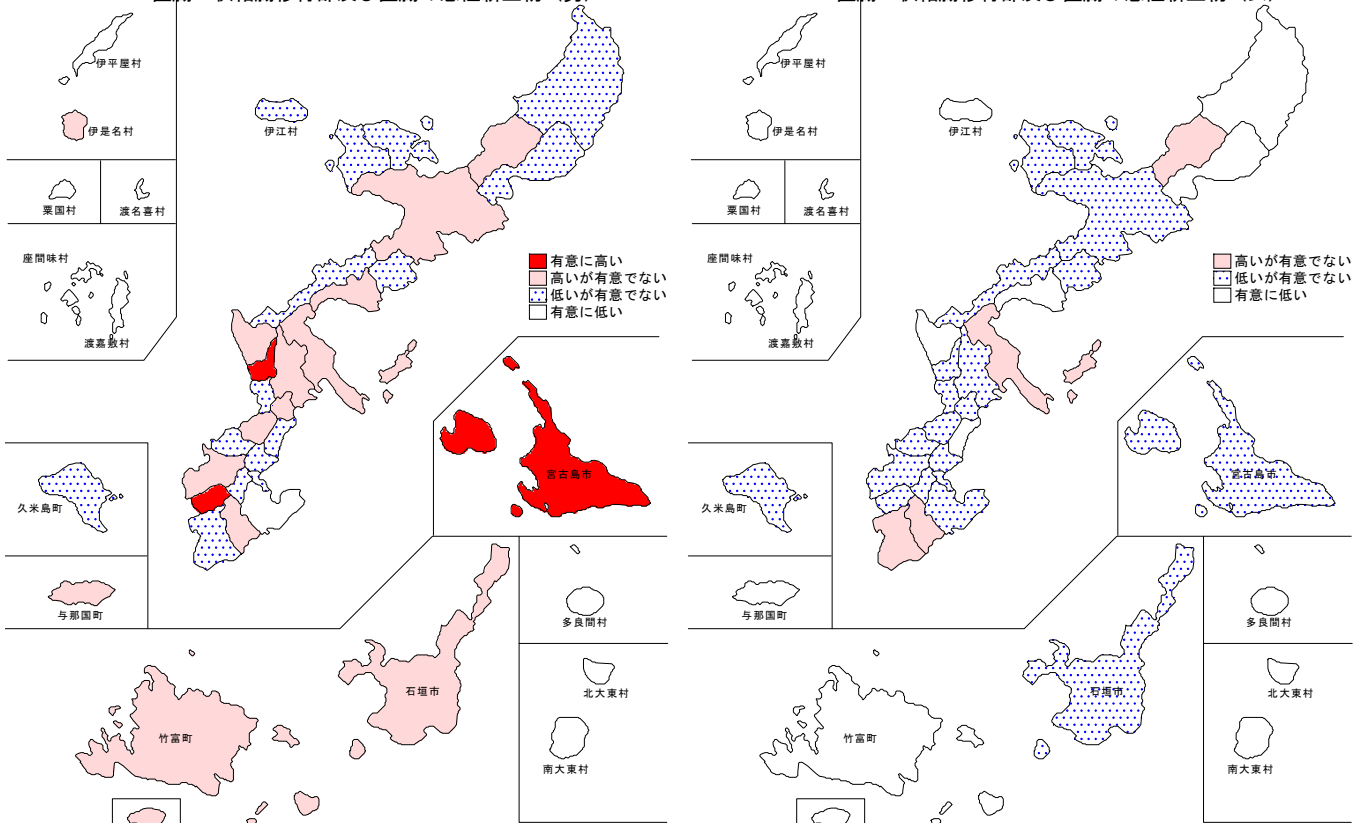 伊平屋村
伊是名村
伊江村
粟国村
渡名喜村
座間味村
渡嘉敷村
有意に高い
高いが有意でない
低いが有意でない
有意に低い
宮古島市
久米島町
与那国町
多良間村
石垣市
北大東村
竹富町
南大東村
伊平屋村
伊是名村
伊江村
粟国村
渡名喜村
座間味村
渡嘉敷村
高いが有意でない
低いが有意でない
有意に低い
宮古島市
久米島町
与那国町
多良間村
石垣市
北大東村
竹富町
南大東村